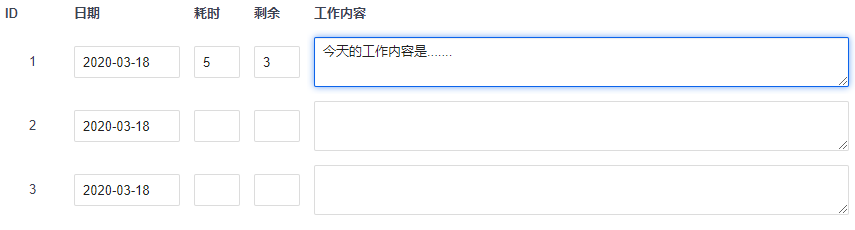 ID 日期 耗时 剩余 工作内容
1 2020-03-18 5 3 今天的工作内容是.......
2 2020-03-18
3 2020-03-18